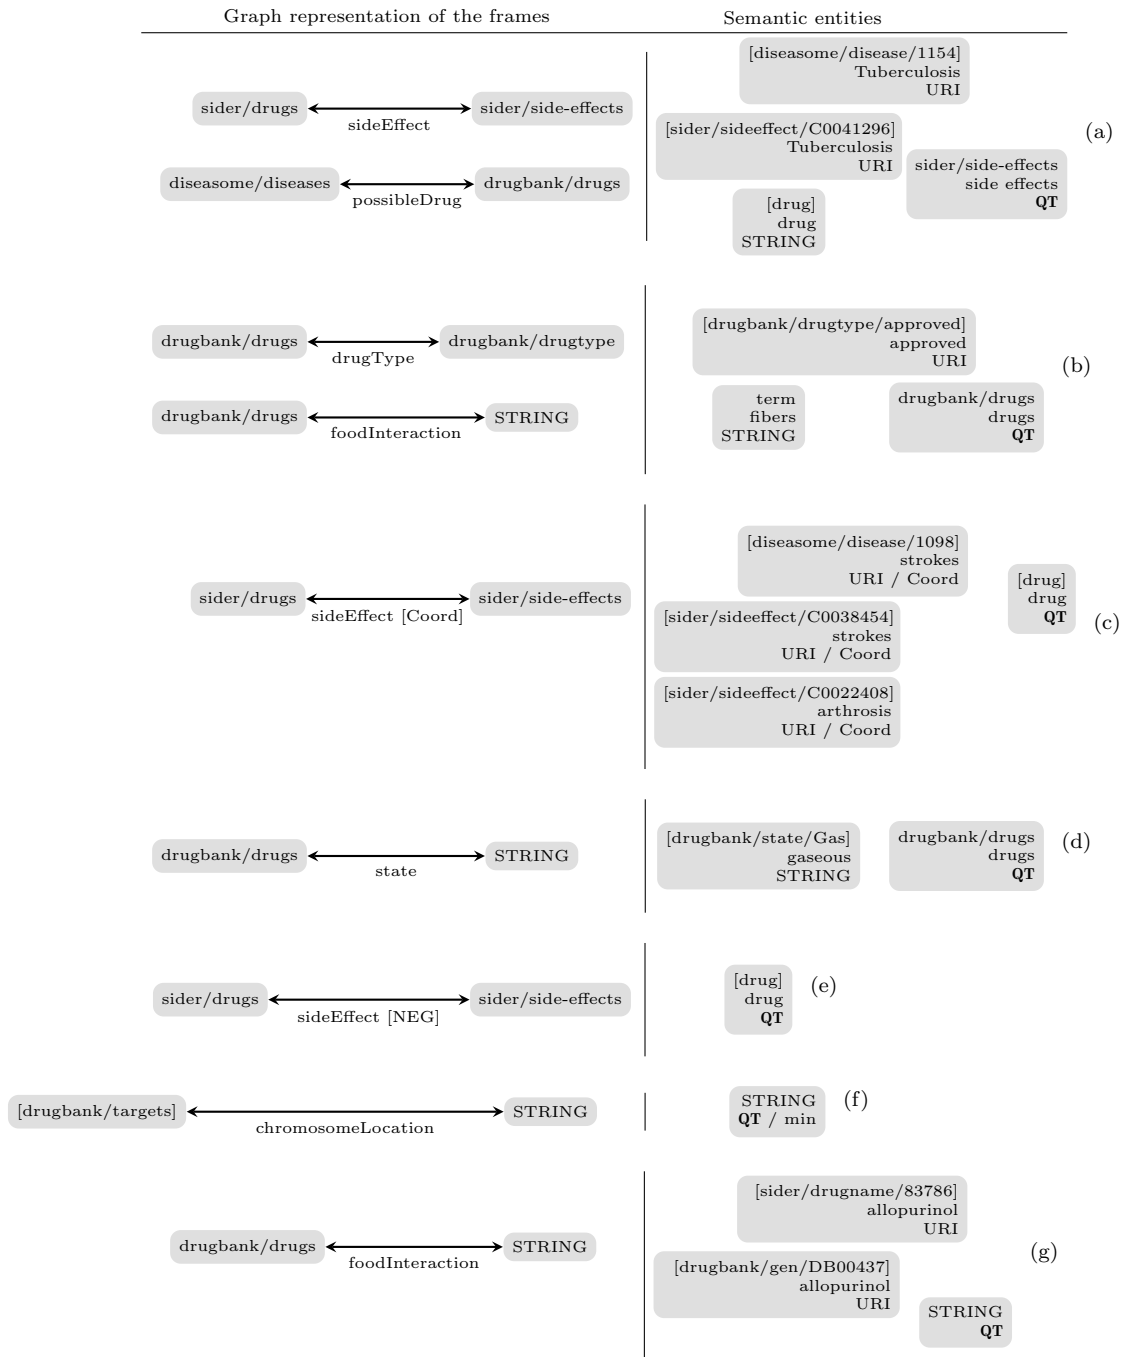 Graph representation of the frames
Semantic entities
sider/drugs
sider/side-effects
sideEffect
diseasome/diseases
drugbank/drugs
possibleDrug
[diseasome/disease/1154]
Tuberculosis
URI
[sider/sideeffect/C0041296]
Tuberculosis
URI
sider/side-effects
side effects
QT
[drug]
drug
STRING
(a)
drugbank/drugs
drugbank/drugtype
drugType
drugbank/drugs
STRING
foodInteraction
[drugbank/drugtype/approved]
approved
URI
term
fibers
STRING
drugbank/drugs
drugs
QT
(b)
sider/drugs
sider/side-effects
sideEffect [Coord]
[diseasome/disease/1098]
strokes
URI / Coord
[sider/sideeffect/C0038454]
strokes
URI / Coord
[sider/sideeffect/C0022408]
arthrosis
URI / Coord
[drug]
drug
QT
(c)
drugbank/drugs
STRING
state
[drugbank/state/Gas]
gaseous
STRING
drugbank/drugs
drugs
QT
(d)
sider/drugs
sider/side-effects
sideEffect [NEG]
[drug]
drug
QT
(e)
[drugbank/targets]
STRING
chromosomeLocation
STRING
QT / min
(f)
drugbank/drugs
STRING
foodInteraction
[sider/drugname/83786]
allopurinol
URI
[drugbank/gen/DB00437]
allopurinol
URI
STRING
QT
(g)